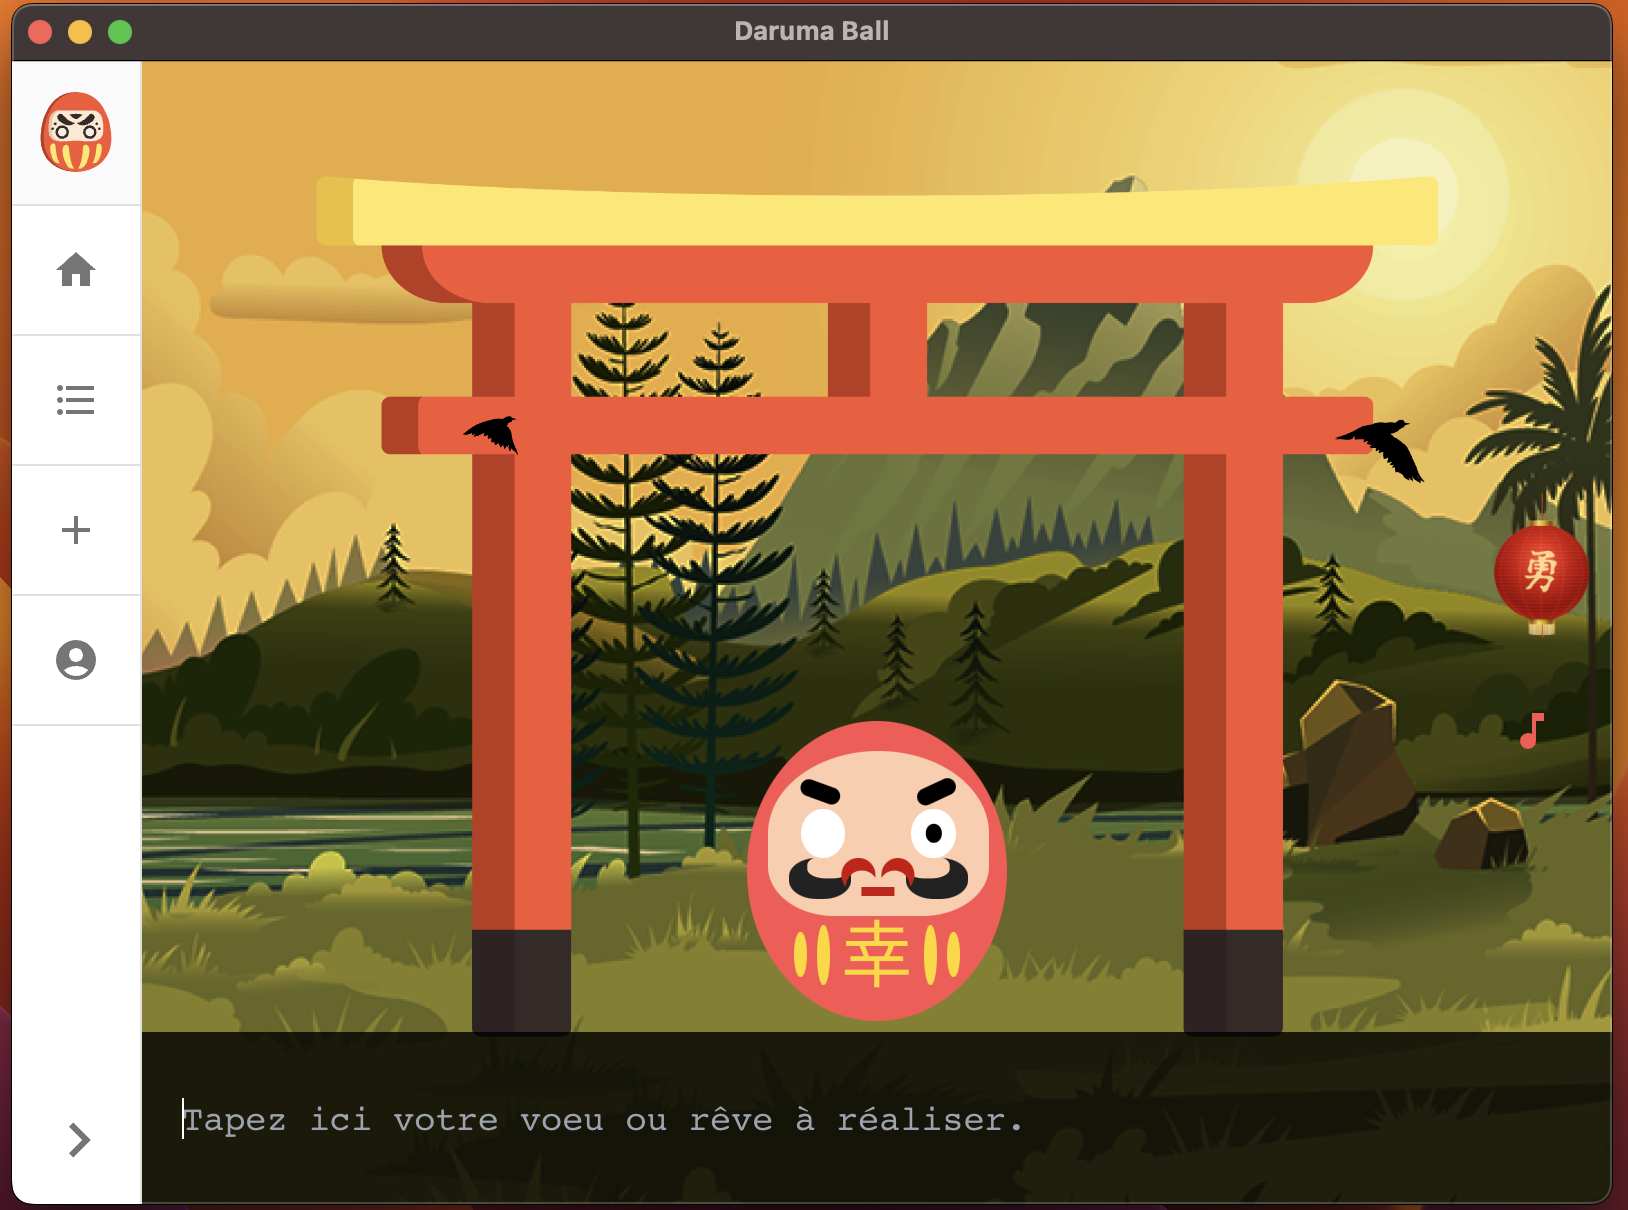 Daruma Ball
勇
幸
Tapez ici votre voeu ou rêve à réaliser.